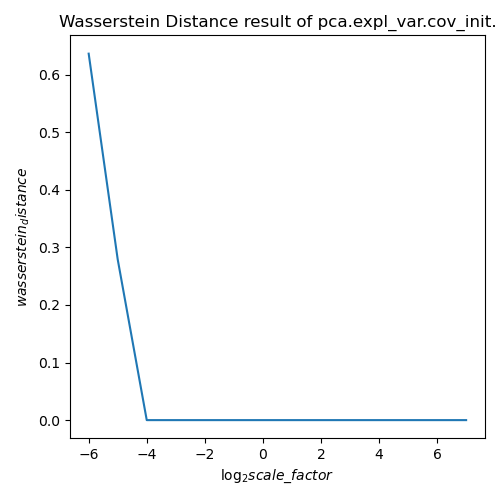 Wasserstein Distance result of pca.expl_var.cov_init.
0.6
0.5
0.4
0.3
0.2
0.1
0.0
wasserstein_distance
−6 −4 −2 0 2 4 6
log₂scale_factor